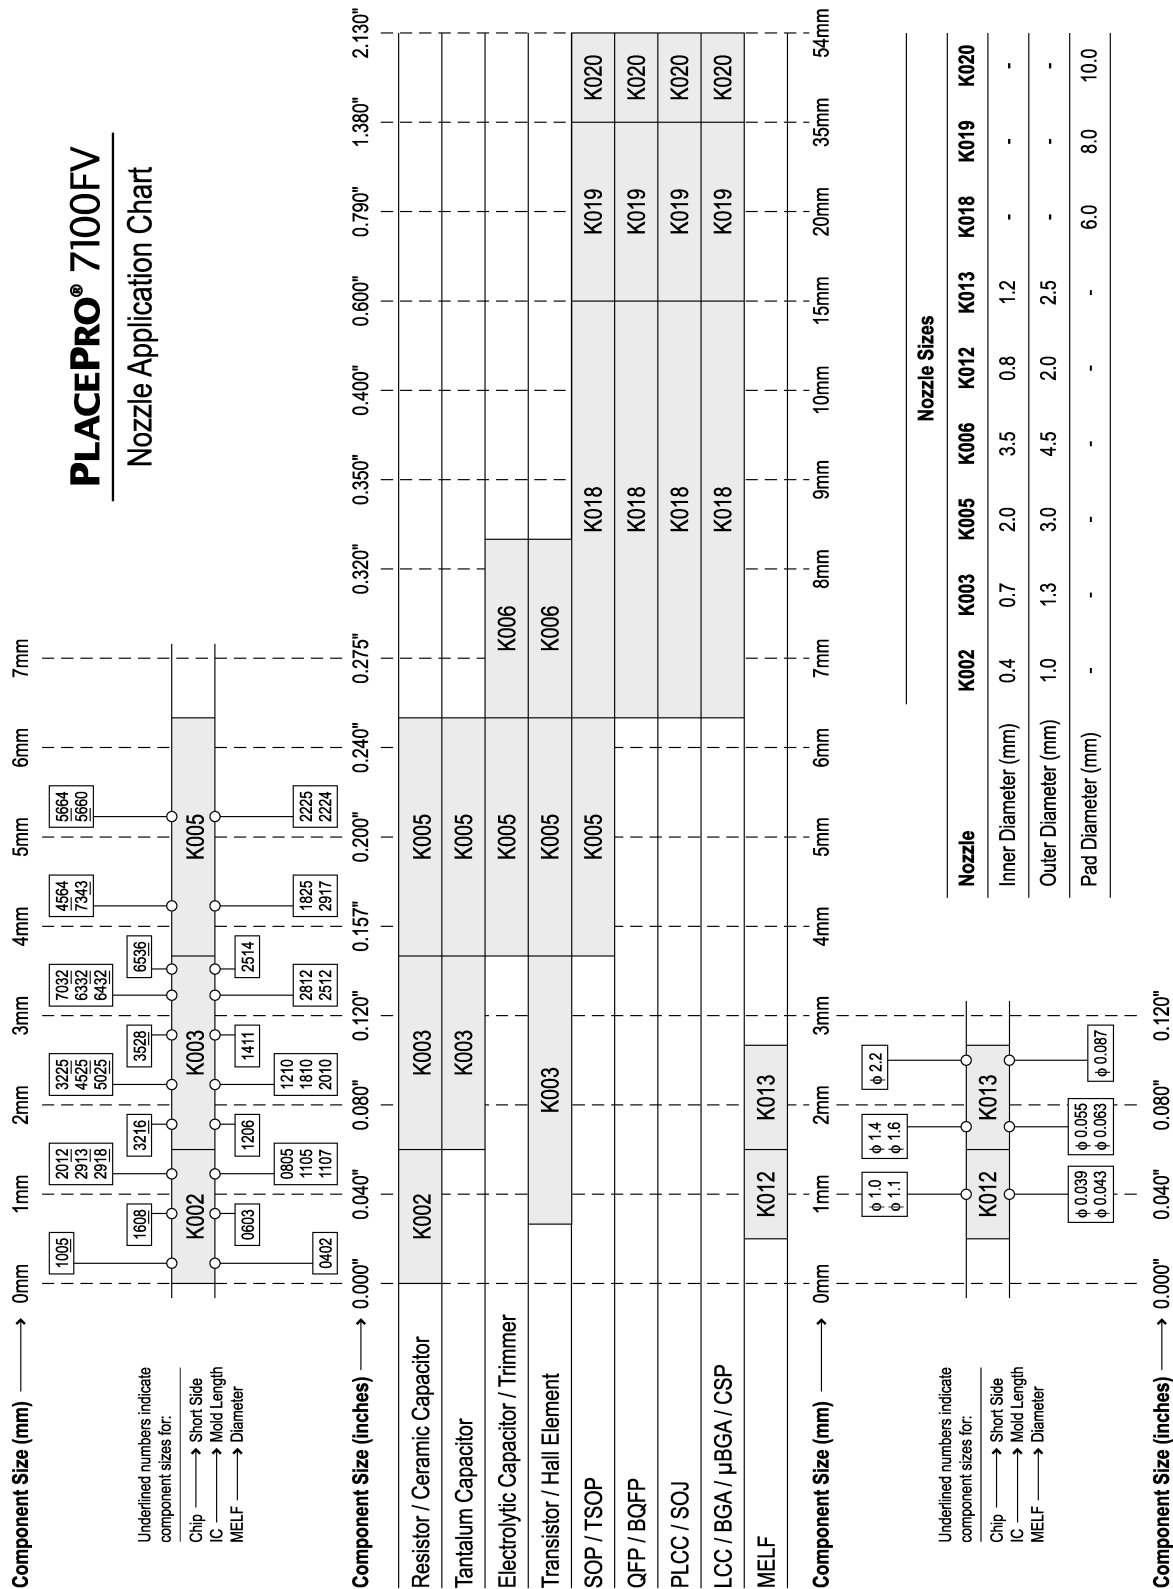 PLACEPRO® 7100FV
Nozzle Application Chart
Component Size (mm) → 0mm 1mm 2mm 3mm 4mm 5mm 6mm 7mm
1005
1608
2012
2913
2918
3216
3225
4525
5025
3528
7032
6332
6432
6536
4564
7343
5664
5660
Underlined numbers indicate
component sizes for:
Chip → Short Side
IC → Mold Length
MELF → Diameter
K002 K003 K005
0402
0603
0805
1105
1107
1206
1210
1810
2010
1411
2812
2512
2514
1825
2917
2225
2224
Component Size (inches) → 0.000" 0.040" 0.080" 0.120" 0.157" 0.200" 0.240" 0.275" 0.320" 0.350" 0.400" 0.600" 0.790" 1.380" 2.130"
Resistor / Ceramic Capacitor K002 K003 K005
Tantalum Capacitor K003 K005
Electrolytic Capacitor / Trimmer K005 K006
Transistor / Hall Element K003 K005 K006
SOP / TSOP K005 K018 K019 K020
QFP / BQFP K018 K019 K020
PLCC / SOJ K018 K019 K020
LCC / BGA / µBGA / CSP K018 K019 K020
MELF K012 K013
Component Size (mm) → 0mm 1mm 2mm 3mm 4mm 5mm 6mm 7mm 8mm 9mm 10mm 15mm 20mm 35mm 54mm
ϕ 1.0
ϕ 1.1
ϕ 1.4
ϕ 1.6
ϕ 2.2
Underlined numbers indicate
component sizes for:
Chip → Short Side
IC → Mold Length
MELF → Diameter
K012 K013
ϕ 0.039
ϕ 0.043
ϕ 0.055
ϕ 0.063
ϕ 0.087
Component Size (inches) → 0.000" 0.040" 0.080" 0.120"
Nozzle Sizes
Nozzle K002 K003 K005 K006 K012 K013 K018 K019 K020
Inner Diameter (mm) 0.4 0.7 2.0 3.5 0.8 1.2 - - -
Outer Diameter (mm) 1.0 1.3 3.0 4.5 2.0 2.5 - - -
Pad Diameter (mm) - - - - - - 6.0 8.0 10.0